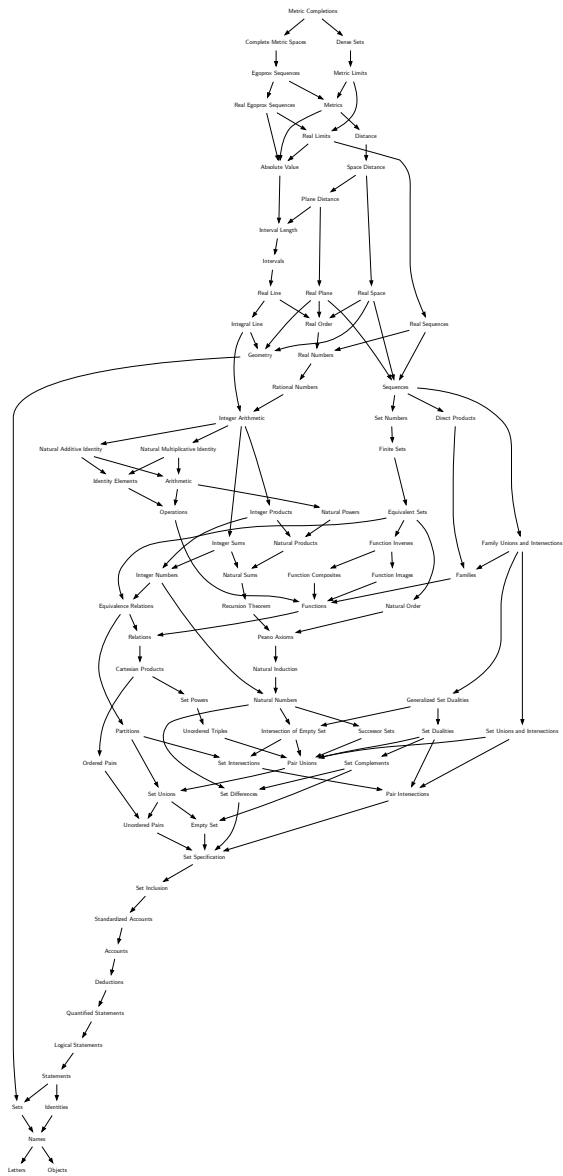 Metric Completions
Complete Metric Spaces Dense Sets
Egoprox Sequences Metric Limits
Real Egoprox Sequences Metrics
Real Limits Distance
Absolute Value Space Distance
Plane Distance
Interval Length
Intervals
Real Line Real Plane Real Space
Integral Line Real Order Real Sequences
Geometry Real Numbers
Rational Numbers Sequences
Integer Arithmetic Set Numbers Direct Products
Natural Additive Identity Natural Multiplicative Identity Finite Sets
Identity Elements Arithmetic
Operations Integer Products Natural Powers Equivalent Sets
Integer Sums Natural Products Function Inverses Family Unions and Intersections
Integer Numbers Natural Sums Function Composites Function Images Families
Equivalence Relations Recursion Theorem Functions Natural Order
Relations Peano Axioms
Cartesian Products Natural Induction
Set Powers Natural Numbers Generalized Set Dualities
Partitions Unordered Triples Intersection of Empty Set Successor Sets Set Dualities Set Unions and Intersections
Ordered Pairs Set Intersections Pair Unions Set Complements
Set Unions Set Differences Pair Intersections
Unordered Pairs Empty Set
Set Specification
Set Inclusion
Standardized Accounts
Accounts
Deductions
Quantified Statements
Logical Statements
Statements
Sets Identities
Names
Letters Objects